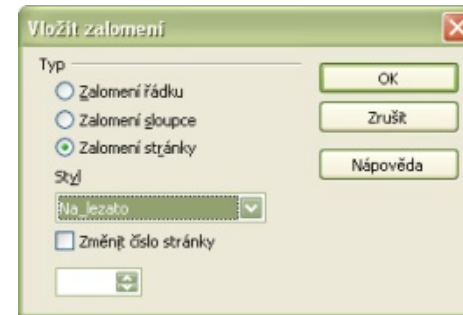 Vložit zalomení
Typ
Zalomení řádku
Zalomení sloupce
Zalomení stránky
Styl
Na_lezato
Změnit číslo stránky
OK
Zrušit
Nápověda